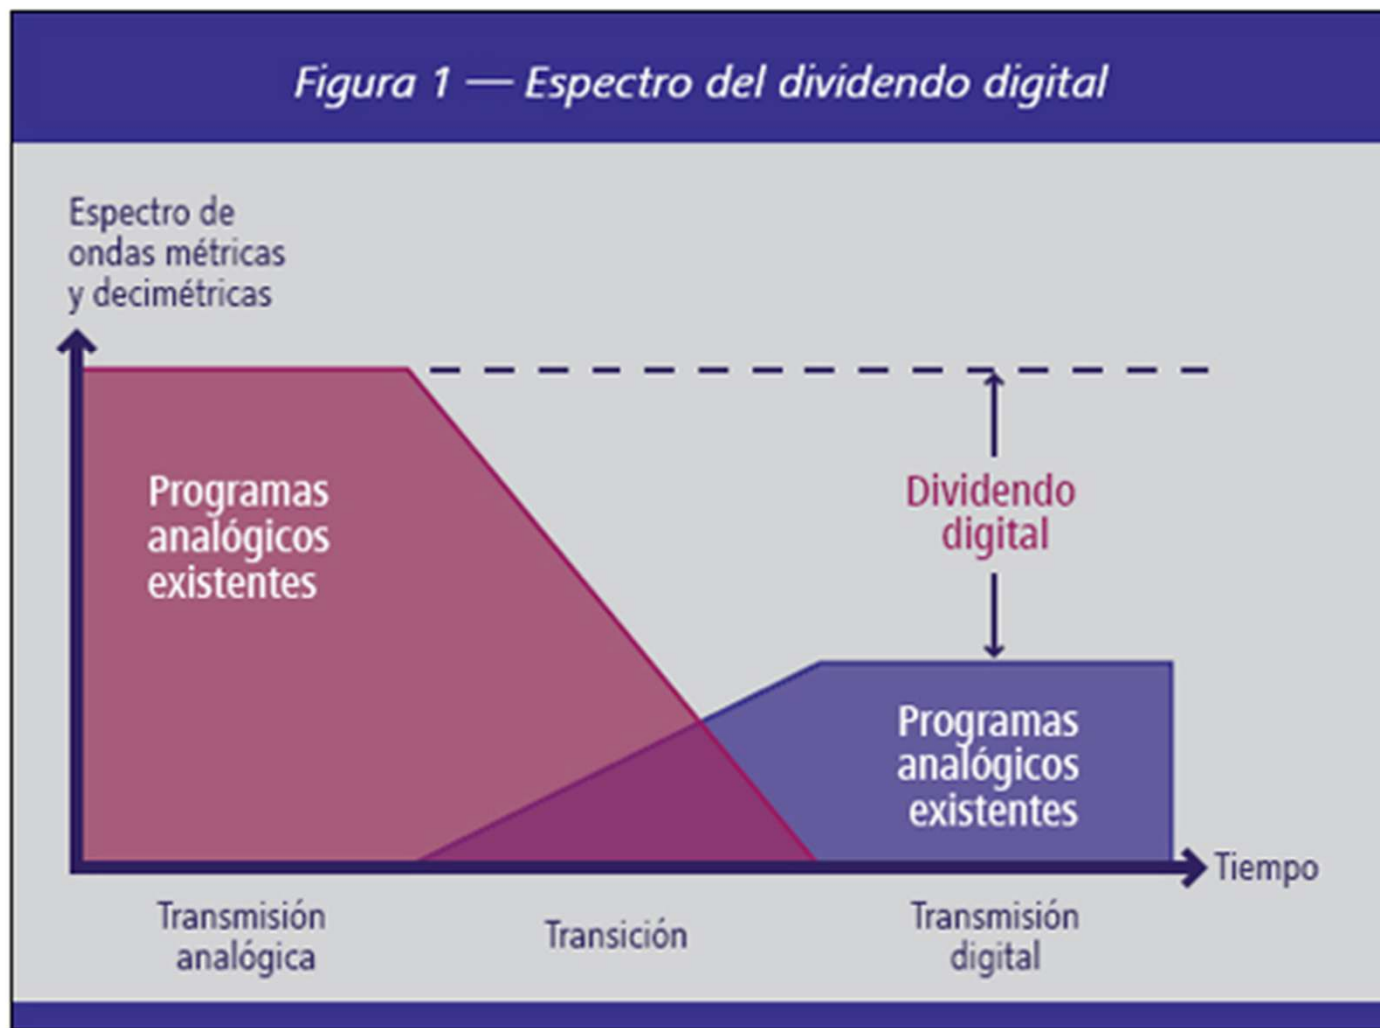 Figura 1 — Espectro del dividendo digital
Espectro de
ondas métricas
y decimétricas
Programas
analógicos
existentes
Dividendo
digital
Programas
analógicos
existentes
Tiempo
Transmisión
analógica
Transición
Transmisión
digital